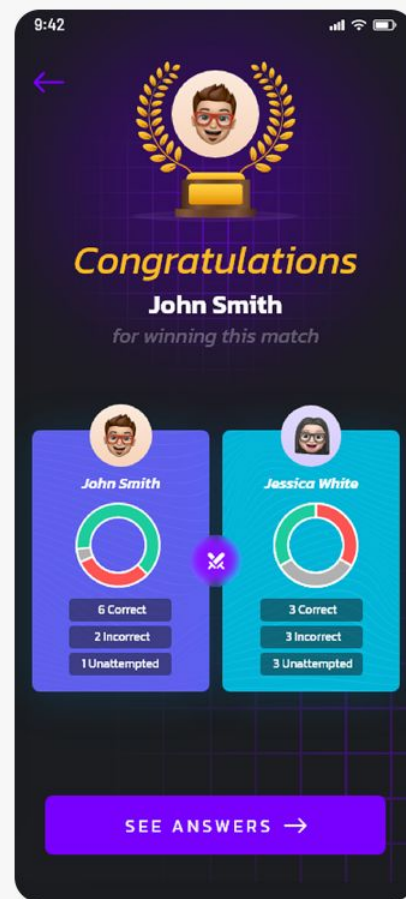 9:42
Congratulations
John Smith
for winning this match
John Smith
6 Correct
2 Incorrect
1 Unattempted
Jessica White
3 Correct
3 Incorrect
3 Unattempted
SEE ANSWERS